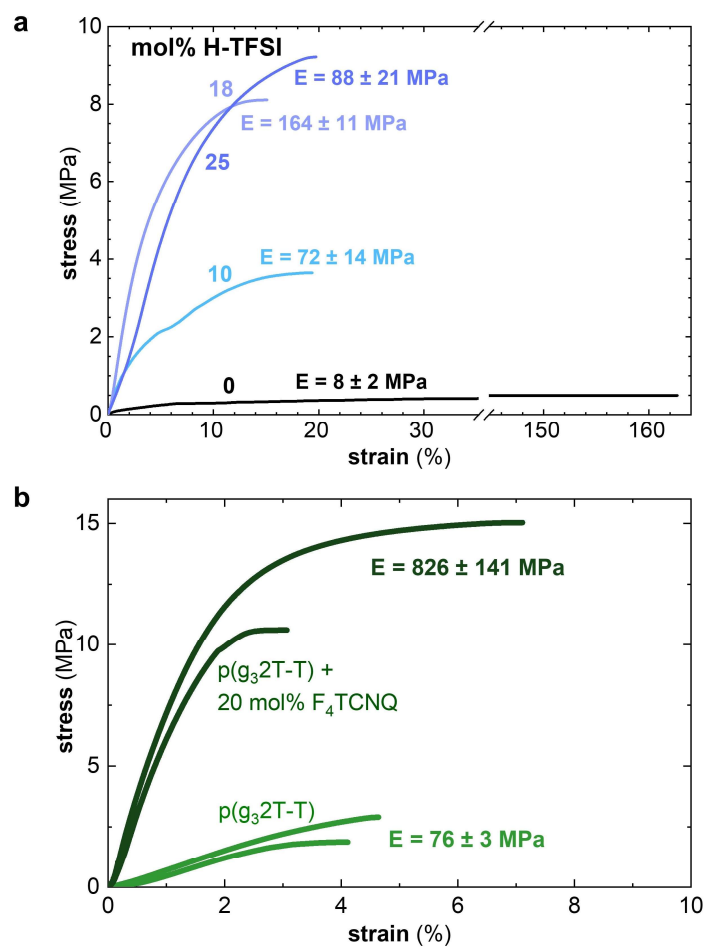 a
mol% H-TFSI
18
E = 88 ± 21 MPa
E = 164 ± 11 MPa
25
10
E = 72 ± 14 MPa
0
E = 8 ± 2 MPa
stress (MPa)
10
8
6
4
2
0
0
10
20
30
150
160
strain (%)
b
E = 826 ± 141 MPa
p(g₃2T-T) +
20 mol% F₄TCNQ
p(g₃2T-T)
E = 76 ± 3 MPa
stress (MPa)
15
10
5
0
0
2
4
6
8
10
strain (%)